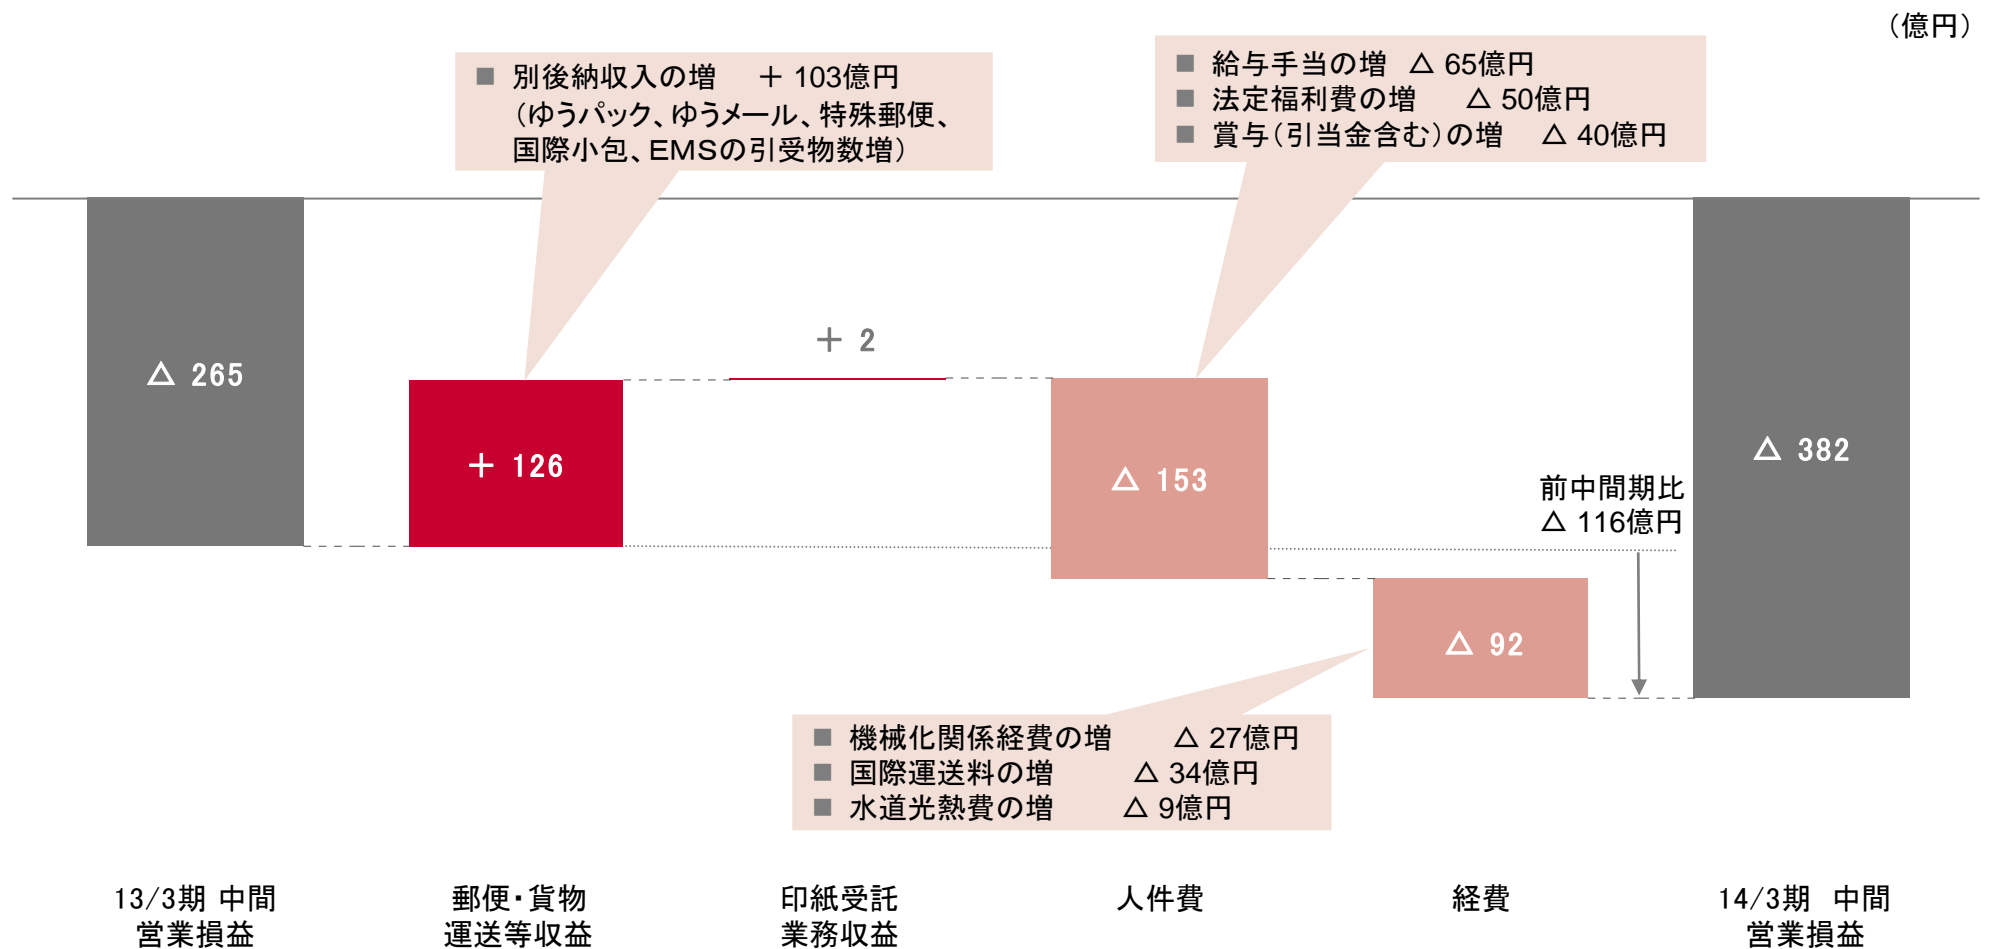 （億円）
■ 別後納収入の増　＋ 103億円
（ゆうパック、ゆうメール、特殊郵便、
国際小包、EMSの引受物数増）
■ 給与手当の増　△ 65億円
■ 法定福利費の増　△ 50億円
■ 賞与（引当金含む）の増　△ 40億円
△ 265
＋ 126
＋ 2
△ 153
△ 92
前中間期比
△ 116億円
△ 382
■ 機械化関係経費の増　△ 27億円
■ 国際運送料の増　△ 34億円
■ 水道光熱費の増　△ 9億円
13/3期 中間
営業損益
郵便・貨物
運送等収益
印紙受託
業務収益
人件費
経費
14/3期　中間
営業損益